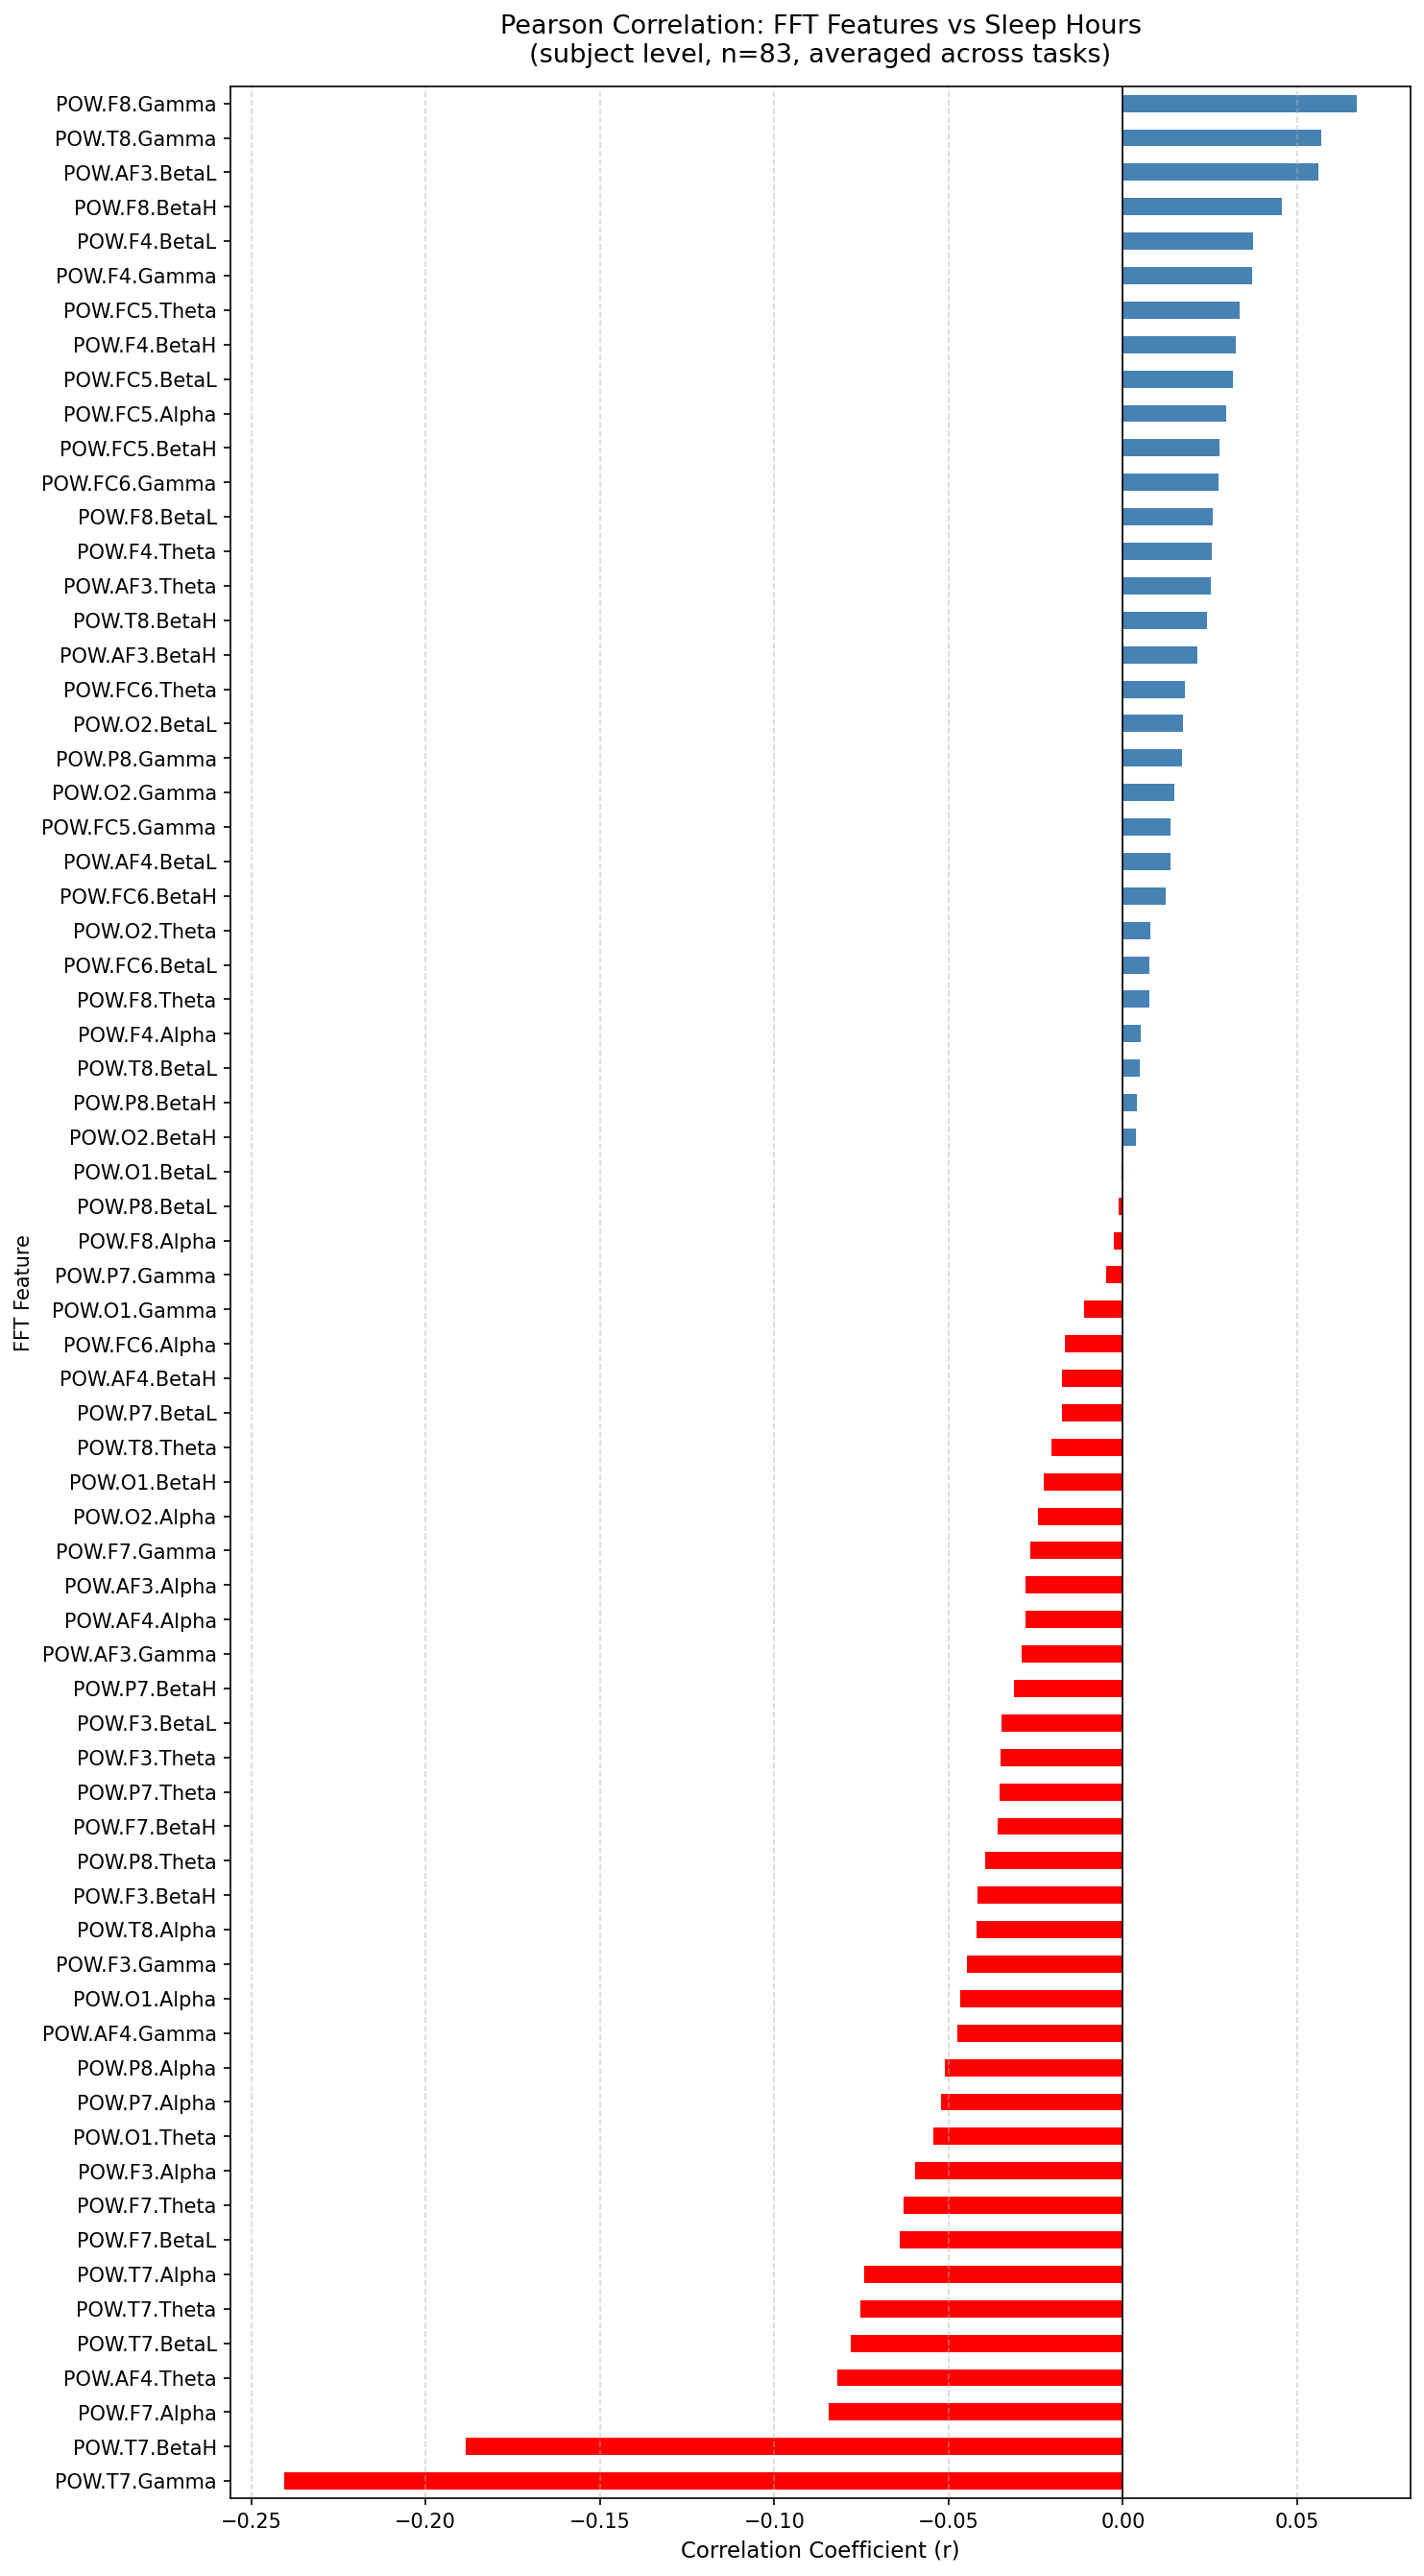 Pearson Correlation: FFT Features vs Sleep Hours
(subject level, n=83, averaged across tasks)
FFT Feature
POW.F8.Gamma
POW.T8.Gamma
POW.AF3.BetaL
POW.F8.BetaH
POW.F4.BetaL
POW.F4.Gamma
POW.FC5.Theta
POW.F4.BetaH
POW.FC5.BetaL
POW.FC5.Alpha
POW.FC5.BetaH
POW.FC6.Gamma
POW.F8.BetaL
POW.F4.Theta
POW.AF3.Theta
POW.T8.BetaH
POW.AF3.BetaH
POW.FC6.Theta
POW.O2.BetaL
POW.P8.Gamma
POW.O2.Gamma
POW.FC5.Gamma
POW.AF4.BetaL
POW.FC6.BetaH
POW.O2.Theta
POW.FC6.BetaL
POW.F8.Theta
POW.F4.Alpha
POW.T8.BetaL
POW.P8.BetaH
POW.O2.BetaH
POW.O1.BetaL
POW.P8.BetaL
POW.F8.Alpha
POW.P7.Gamma
POW.O1.Gamma
POW.FC6.Alpha
POW.AF4.BetaH
POW.P7.BetaL
POW.T8.Theta
POW.O1.BetaH
POW.O2.Alpha
POW.F7.Gamma
POW.AF3.Alpha
POW.AF4.Alpha
POW.AF3.Gamma
POW.P7.BetaH
POW.F3.BetaL
POW.F3.Theta
POW.P7.Theta
POW.F7.BetaH
POW.P8.Theta
POW.F3.BetaH
POW.T8.Alpha
POW.F3.Gamma
POW.O1.Alpha
POW.AF4.Gamma
POW.P8.Alpha
POW.P7.Alpha
POW.O1.Theta
POW.F3.Alpha
POW.F7.Theta
POW.F7.BetaL
POW.T7.Alpha
POW.T7.Theta
POW.T7.BetaL
POW.AF4.Theta
POW.F7.Alpha
POW.T7.BetaH
POW.T7.Gamma
−0.25 −0.20 −0.15 −0.10 −0.05 0.00 0.05
Correlation Coefficient (r)